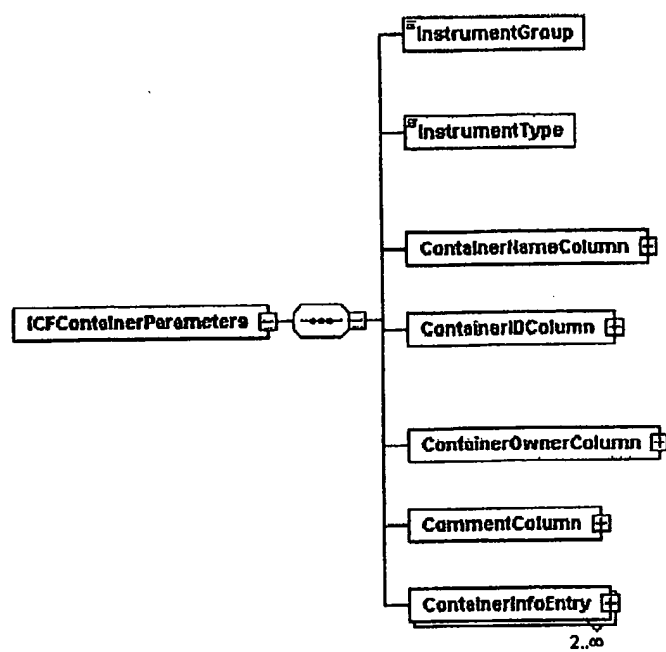 InstrumentGroup
InstrumentType
ContainerNameColumn
ICFContainerParameters
ContainerIDColumn
ContainerOwnerColumn
CommentColumn
ContainerInfoEntry
2..∞